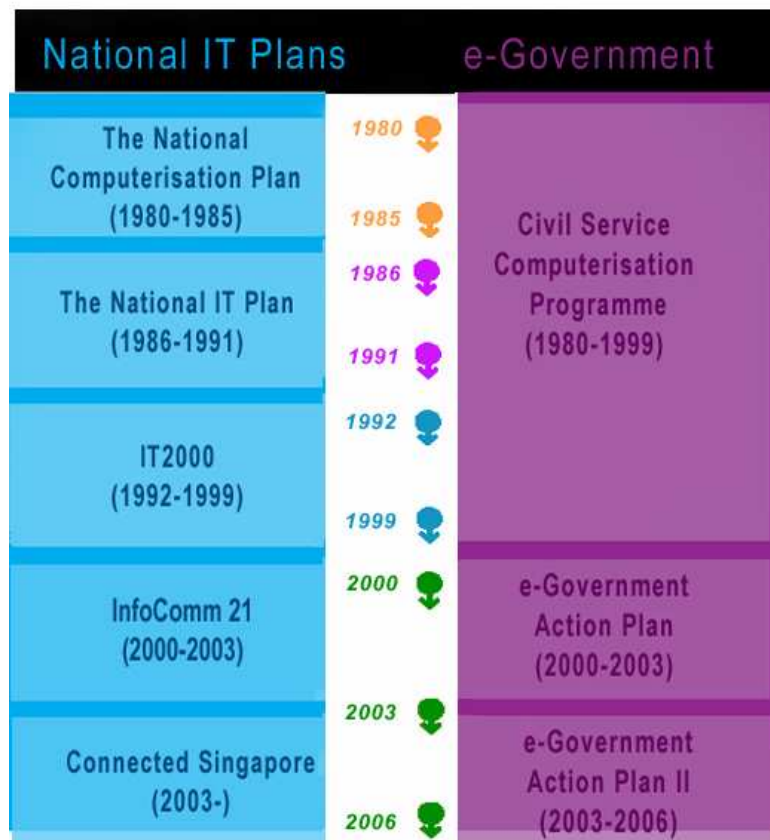 National IT Plans
e-Government
The National
Computerisation Plan
(1980-1985)
The National IT Plan
(1986-1991)
IT2000
(1992-1999)
InfoComm 21
(2000-2003)
Connected Singapore
(2003-)
1980
1985
1986
1991
1992
1999
2000
2003
2006
Civil Service
Computerisation
Programme
(1980-1999)
e-Government
Action Plan
(2000-2003)
e-Government
Action Plan II
(2003-2006)